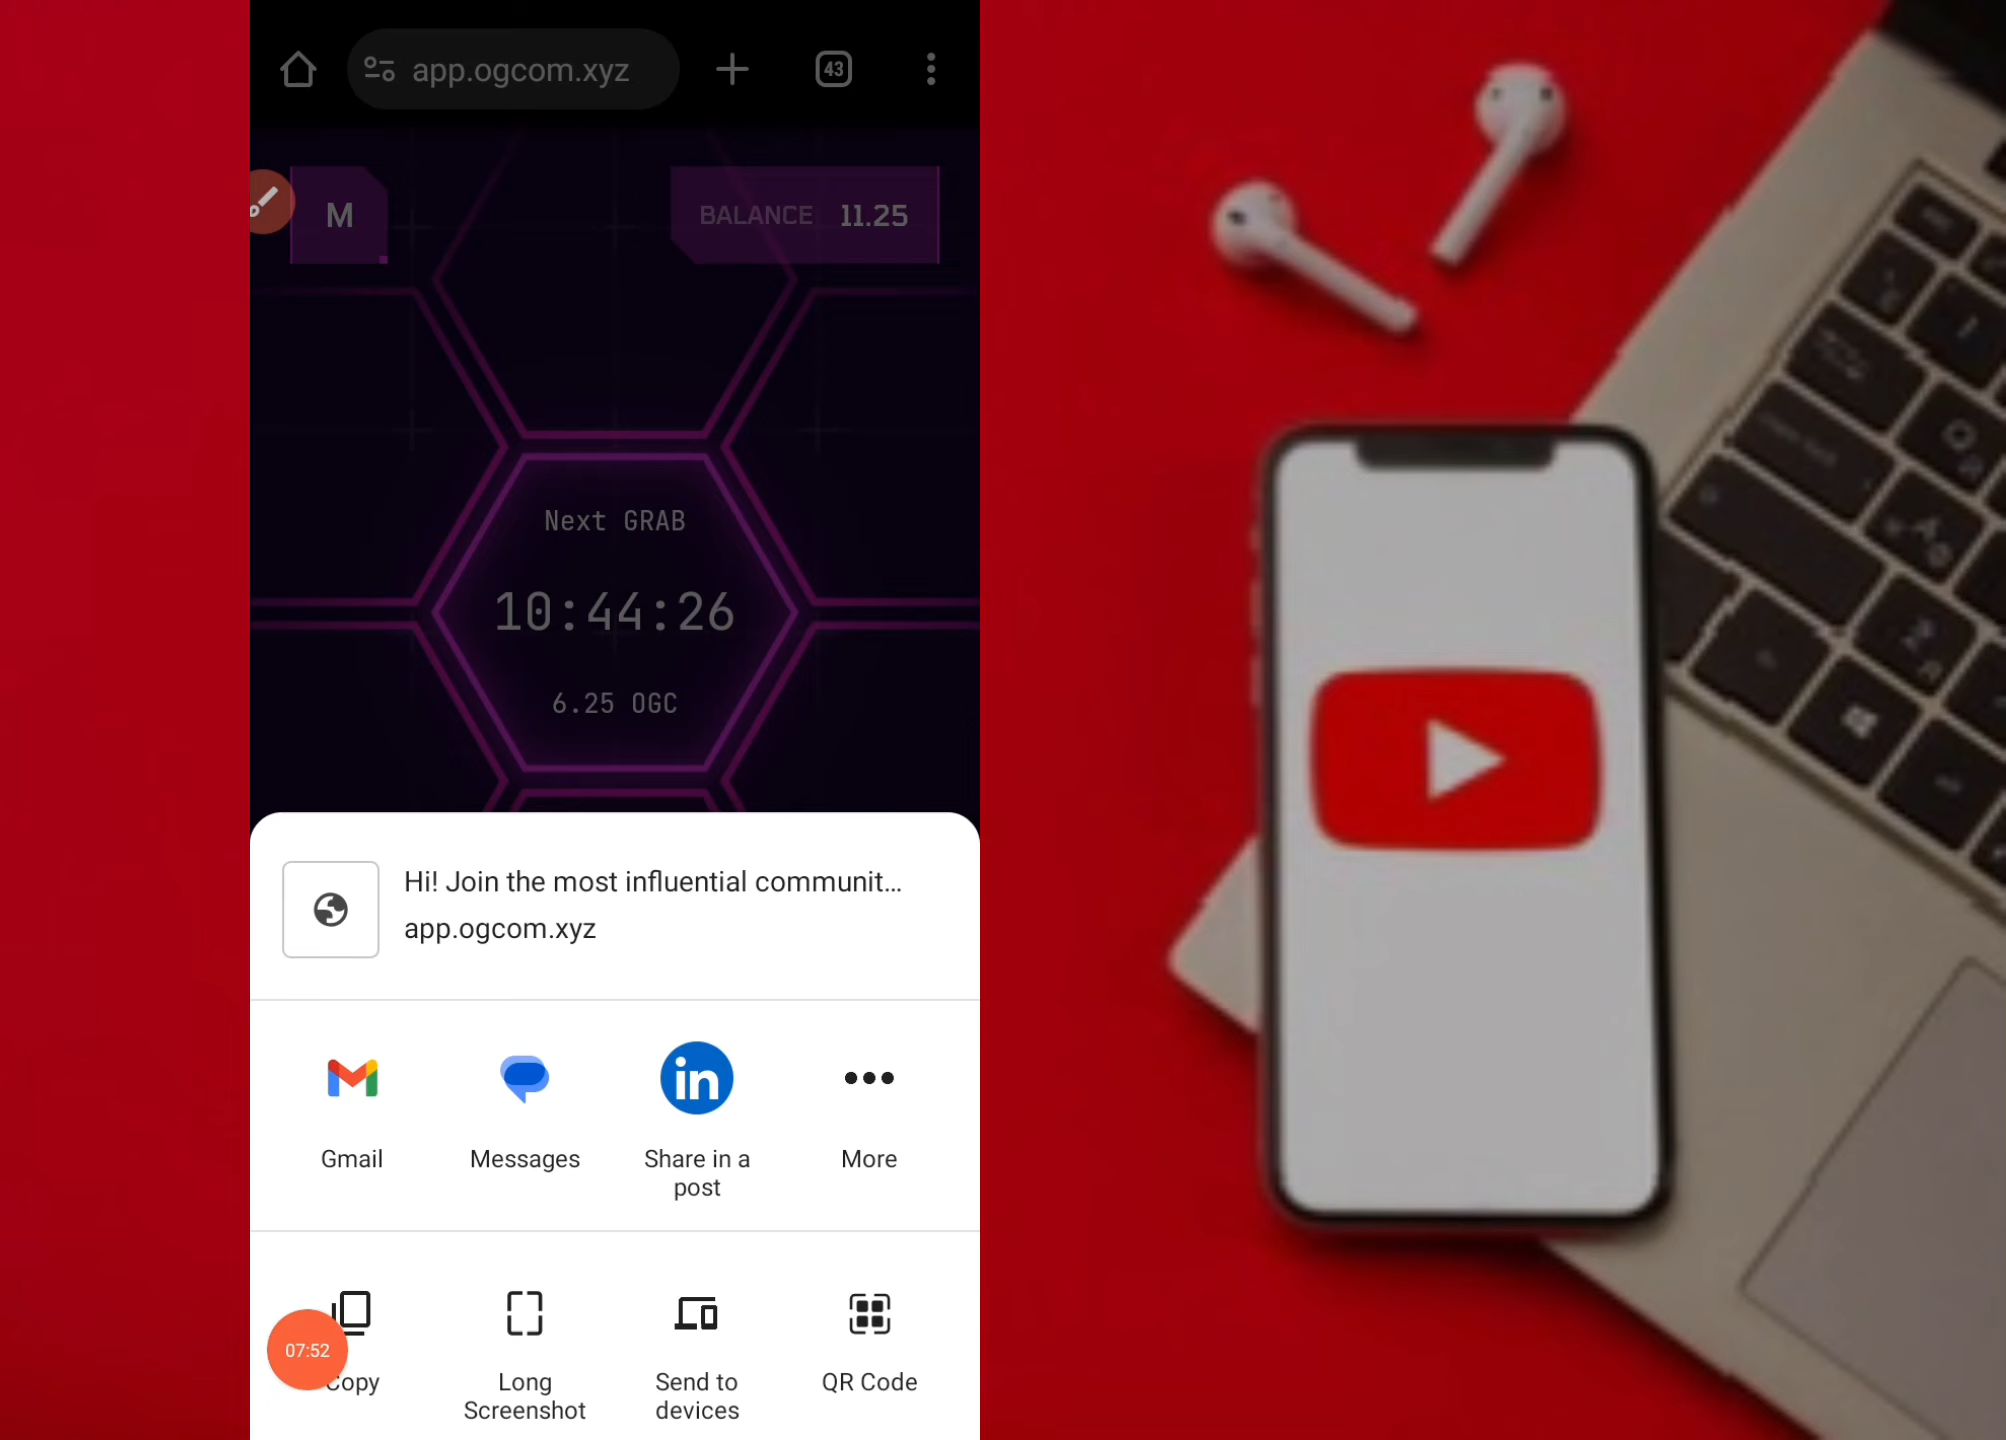 app.ogcom.xyz
43
M
BALANCE 11.25
Next GRAB
10:44:26
6.25 OGC
Hi! Join the most influential communit...
app.ogcom.xyz
in
Gmail
Messages
Share in a
post
More
07:52
Copy
Long
Screenshot
Send to
devices
QR Code